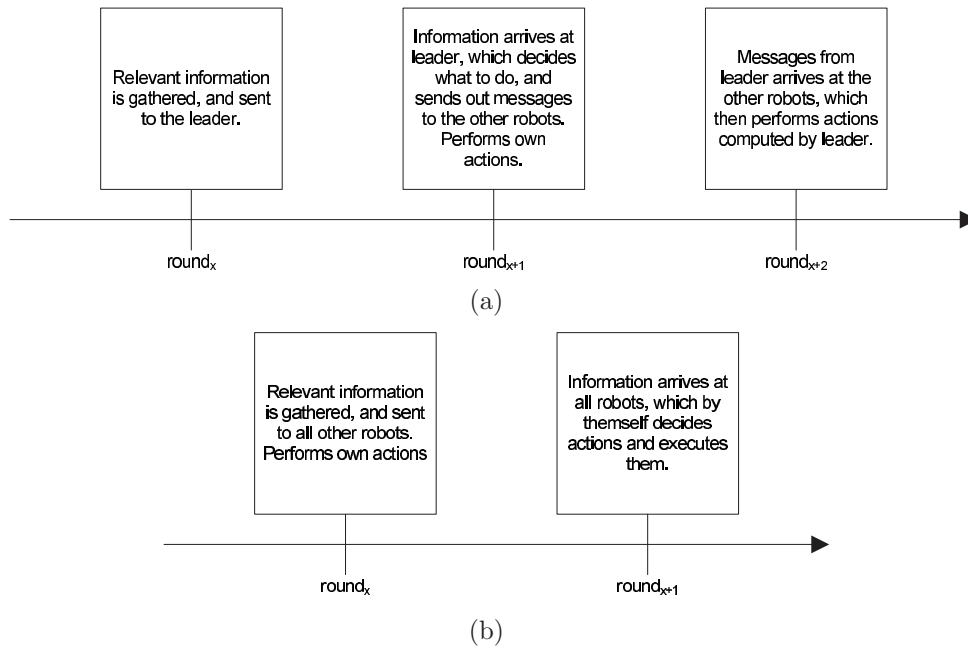 Relevant information
is gathered, and sent
to the leader.
Information arrives at
leader, which decides
what to do, and
sends out messages
to the other robots.
Performs own
actions.
Messages from
leader arrives at the
other robots, which
then performs actions
computed by leader.
roundx
roundx+1
roundx+2
(a)
Relevant information
is gathered, and sent
to all other robots.
Performs own actions
Information arrives at
all robots, which by
themself decides
actions and executes
them.
roundx
roundx+1
(b)